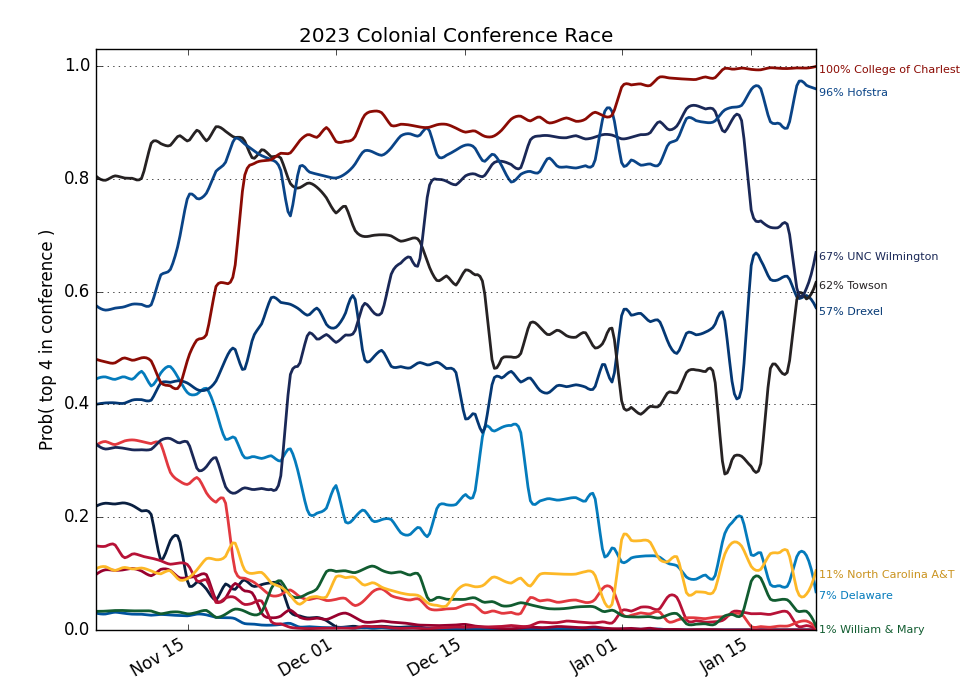 2023 Colonial Conference Race
Prob( top 4 in conference )
1.0
0.8
0.6
0.4
0.2
0.0
Nov 15
Dec 01
Dec 15
Jan 01
Jan 15
100% College of Charlest
96% Hofstra
67% UNC Wilmington
62% Towson
57% Drexel
11% North Carolina A&T
7% Delaware
1% William & Mary